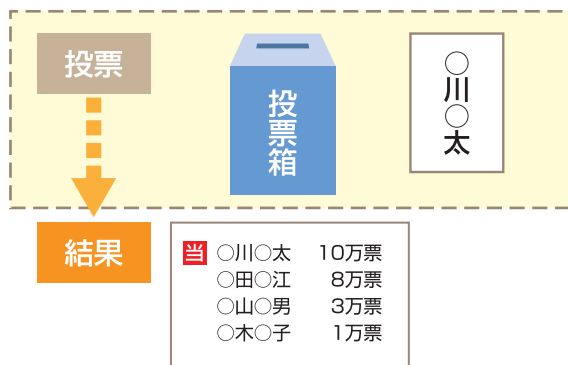 投票
投票箱
○川○太
結果
当 ○川○太 10万票
○田○江 8万票
○山○男 3万票
○木○子 1万票